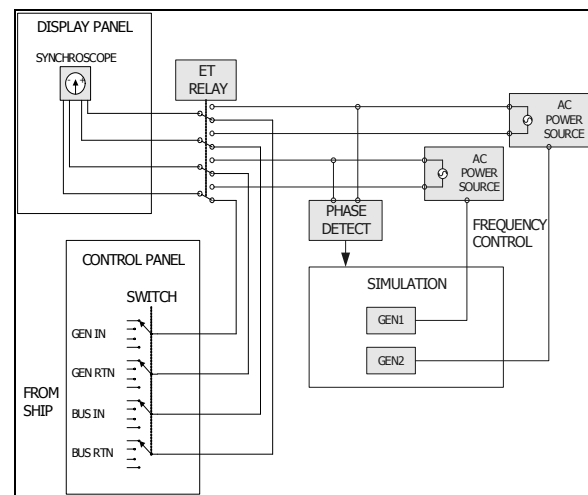 DISPLAY PANEL
SYNCHROSCOPE
- +
ET
RELAY
AC
POWER
SOURCE
AC
POWER
SOURCE
PHASE
DETECT
FREQUENCY
CONTROL
CONTROL PANEL
SWITCH
GEN IN
GEN RTN
BUS IN
BUS RTN
FROM
SHIP
SIMULATION
GEN1
GEN2